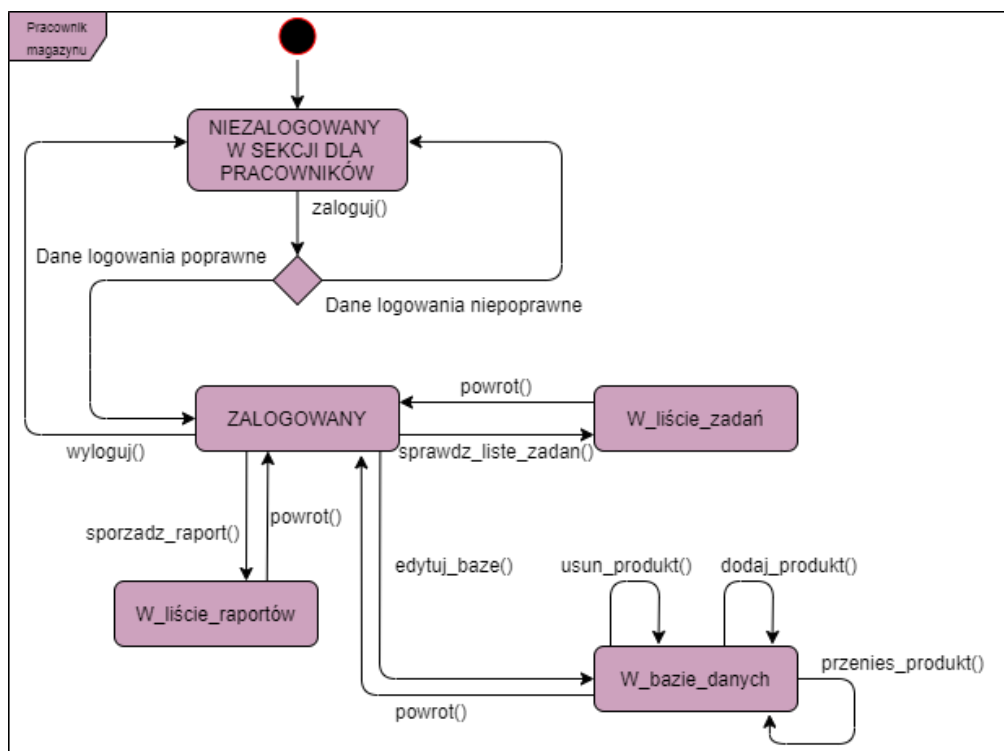 Pracownik
magazynu
NIEZALOGOWANY
W SEKCJI DLA
PRACOWNIKÓW
zaloguj()
Dane logowania poprawne
Dane logowania niepoprawne
powrot()
ZALOGOWANY
W_liście_zadań
wyloguj()
sprawdz_liste_zadan()
powrot()
sporzadz_raport()
edytuj_baze()
usun_produkt()
dodaj_produkt()
W_liście_raportów
przenies_produkt()
W_bazie_danych
powrot()